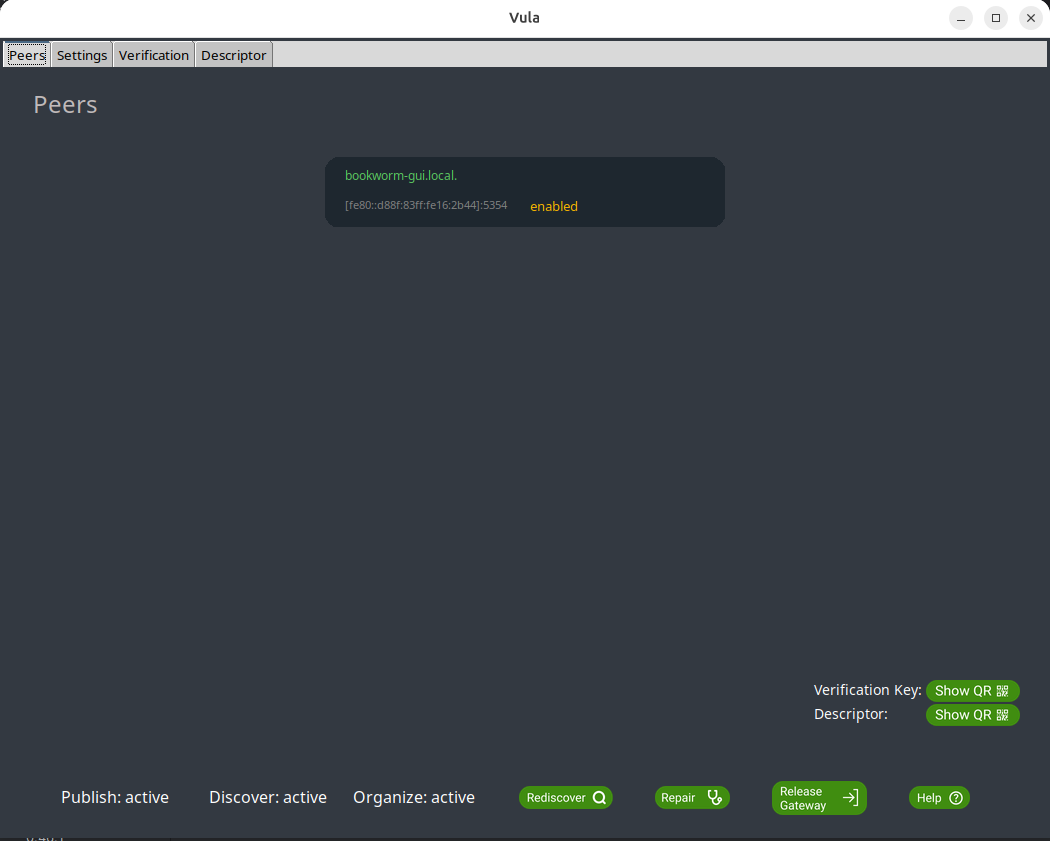 Vula
Peers Settings Verification Descriptor
Peers
bookworm-gui.local.
[fe80::d88f:83ff:fe16:2b44]:5354 enabled
Verification Key: Show QR
Descriptor: Show QR
Publish: active Discover: active Organize: active Rediscover Repair Release Gateway Help